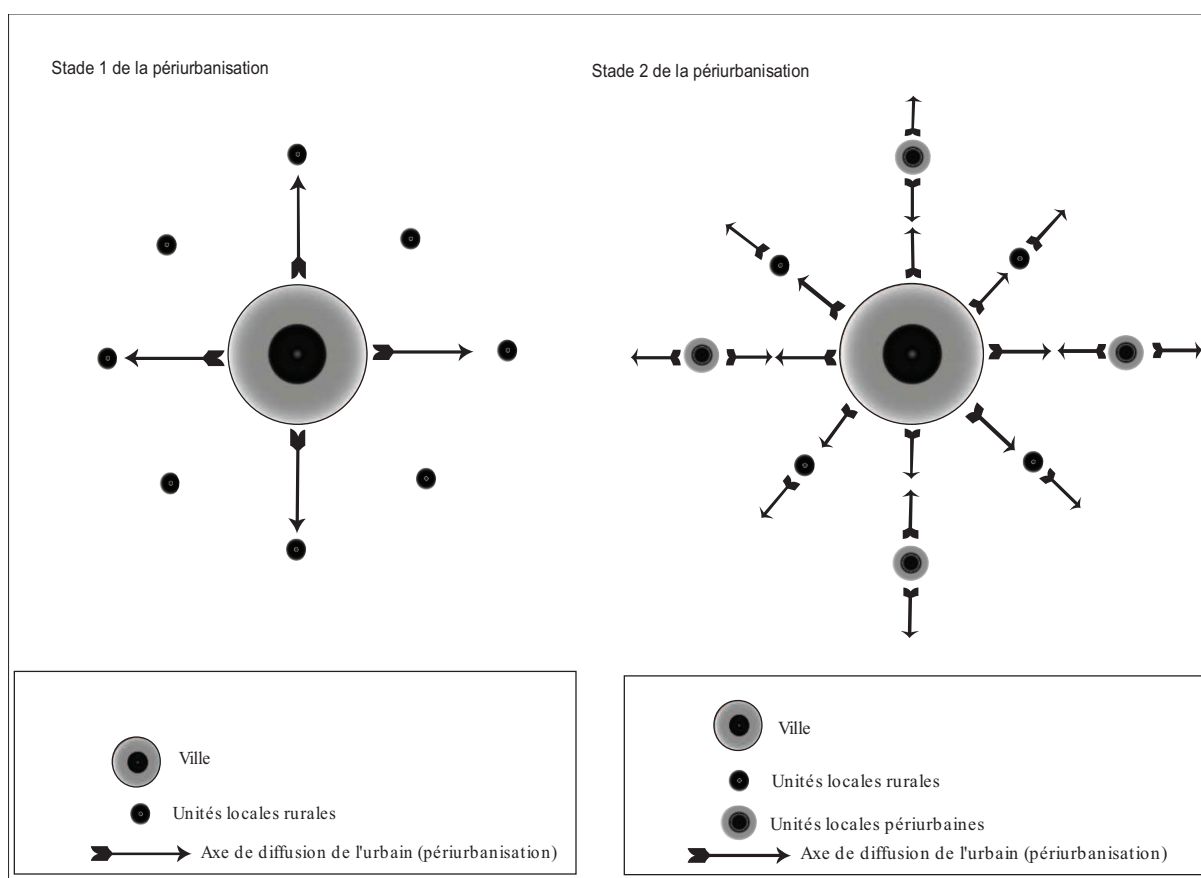 Stade 1 de la périurbanisation
Stade 2 de la périurbanisation
Ville
Unités locales rurales
Axe de diffusion de l'urbain (périurbanisation)
Ville
Unités locales rurales
Unités locales périurbaines
Axe de diffusion de l'urbain (périurbanisation)